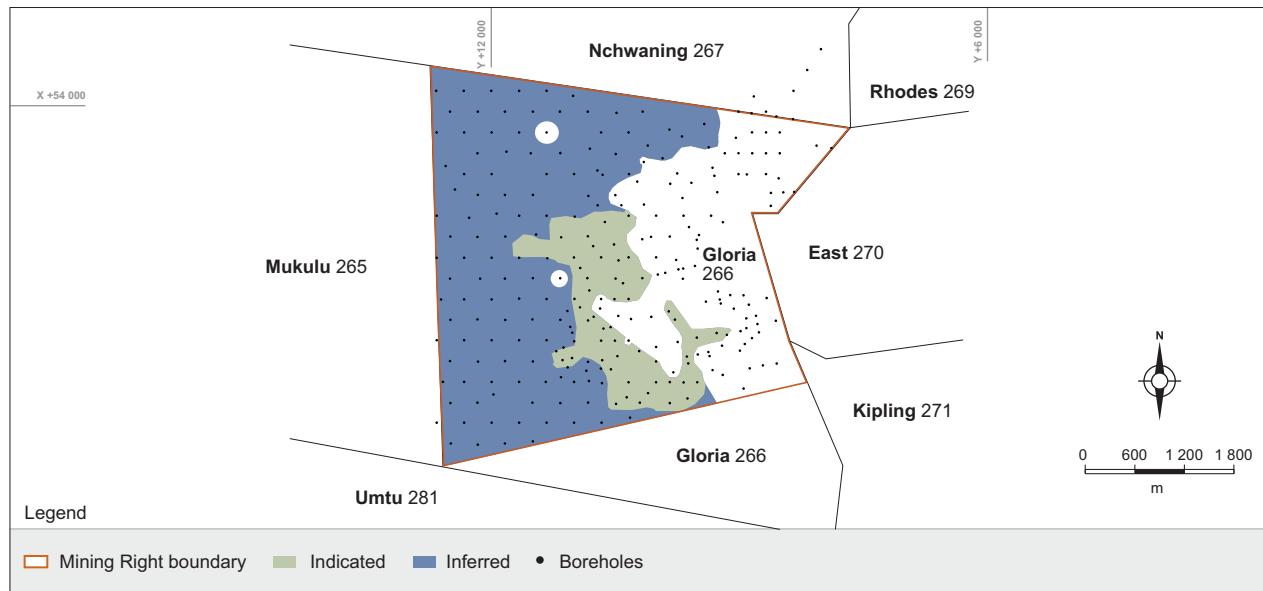 Y +12 000
Y +6 000
Nchwaning 267
Rhodes 269
X +54 000
Gloria
266
East 270
Mukulu 265
N
Kipling 271
Gloria 266
0 600 1 200 1 800
m
Umtu 281
Legend
Mining Right boundary Indicated Inferred Boreholes